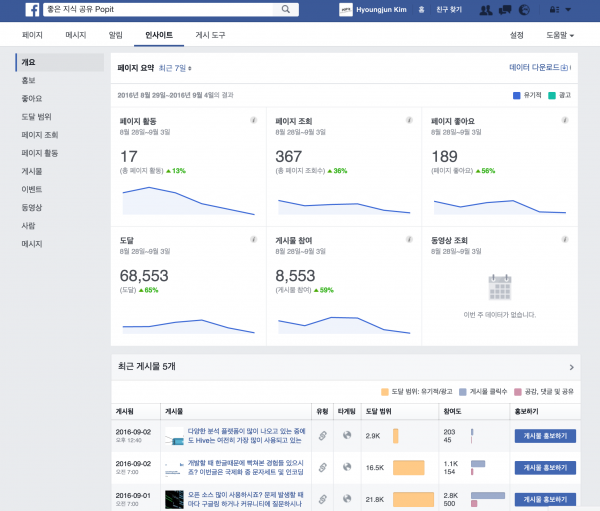 좋은 지식 공유 Popit
Hyoungjun Kim 홈 친구 찾기
페이지 메시지 알림 인사이트 게시 도구 설정 도움말
개요
홍보
좋아요
도달 범위
페이지 조회
페이지 활동
게시물
이벤트
동영상
사람
메시지
페이지 요약 최근 7일
데이터 다운로드
2016년 8월 29일~2016년 9월 4일의 결과
유기적 광고
페이지 활동
8월 28일~9월 3일
17
(총 페이지 활동) ▲13%
페이지 조회
8월 28일~9월 3일
367
(총 페이지 조회수) ▲36%
페이지 좋아요
8월 28일~9월 3일
189
(페이지 좋아요) ▲56%
도달
8월 28일~9월 3일
68,553
(도달) ▲65%
게시물 참여
8월 28일~9월 3일
8,553
(게시물 참여) ▲59%
동영상 조회
8월 28일~9월 3일
이번 주 데이터가 없습니다.
최근 게시물 5개
도달 범위: 유기적/광고 게시물 클릭수 공감, 댓글 및 공유
게시됨 게시물 유형 타게팅 도달 범위 참여도 홍보하기
2016-09-02
오후 12:40
다양한 분석 플랫폼이 많이 나오고 있는 중에
도 Hive는 여전히 가장 많이 사용되고 있는
2.9K
203
45
게시물 홍보하기
2016-09-02
오전 7:00
개발할 때 한글때문에 빡쳐본 경험들 있으시
죠? 이번글은 국제화 중 문자세트 및 인코딩
16.5K
1.1K
154
게시물 홍보하기
2016-09-01
오전 7:00
오픈 소스 많이 사용하시죠? 문제 발생할 때
마다 구글링 하거나 커뮤니티에 질문하시나
21.8K
2.8K
500
게시물 홍보하기